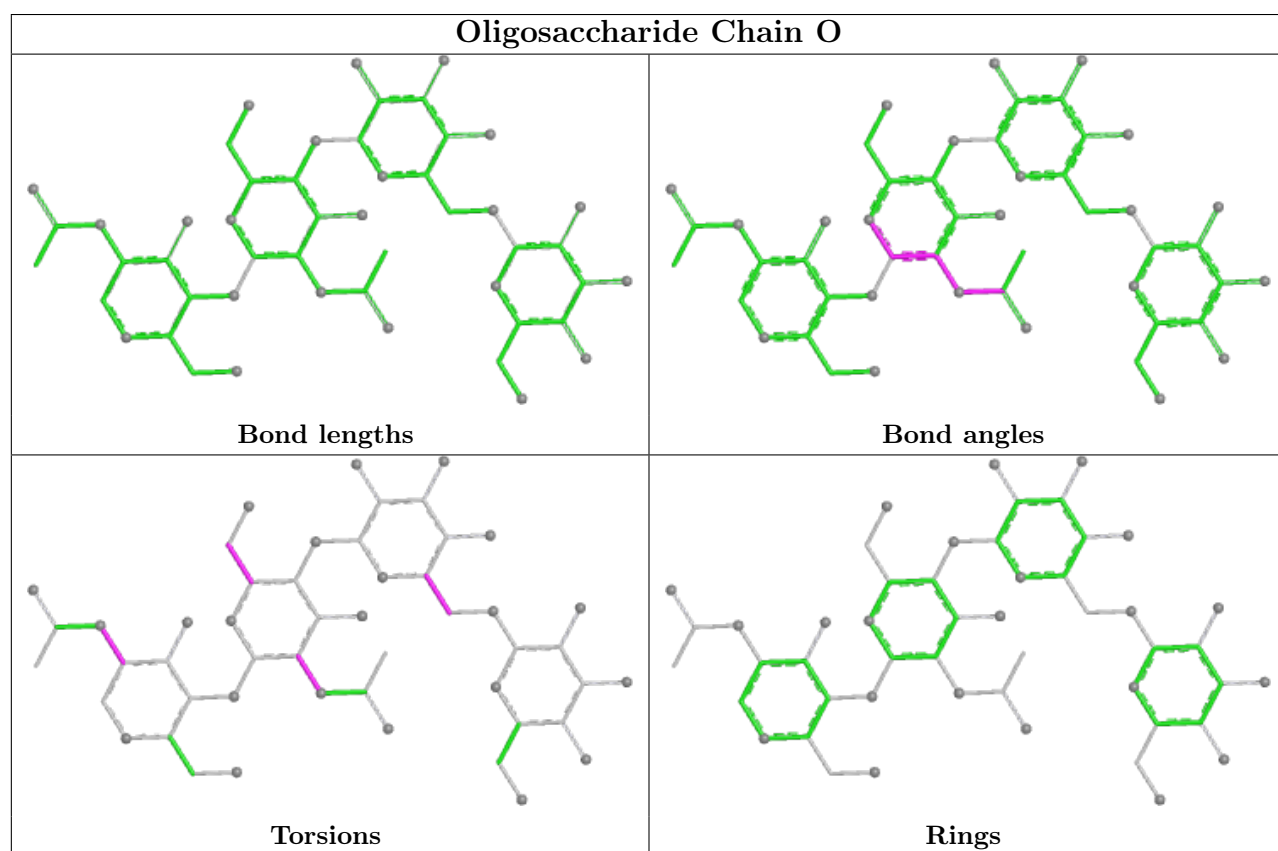 Oligosaccharide Chain O
Bond lengths
Bond angles
Torsions
Rings